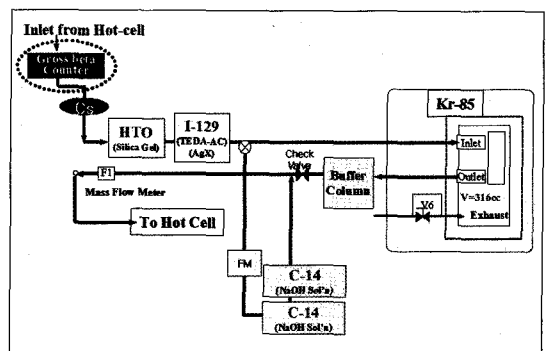 Inlet from Hot-cell
Gross beta
Counter
Cs
HTO
(Silica Gel)
I-129
(TEDA-AC)
(AgX)
Kr-85
Inlet
Outlet
V=316cc
Exhaust
Check
Valve
Buffer
Column
V6
F1
Mass Flow Meter
To Hot Cell
FM
C-14
(NaOH Sol'n)
C-14
(NaOH Sol'n)